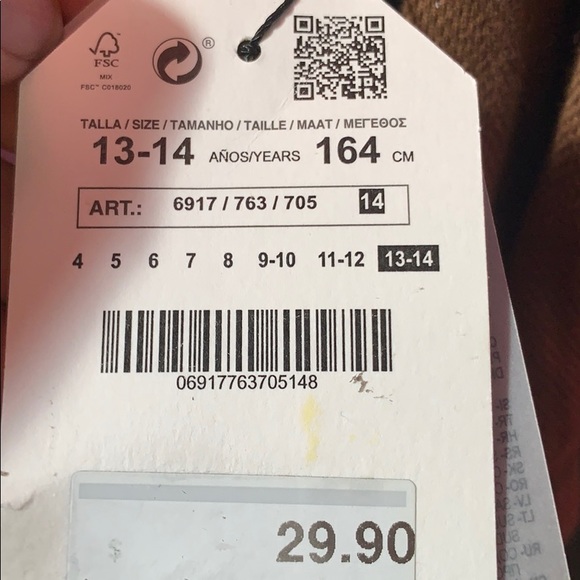 FSC
MIX
FSC™ C018020
®
TALLA / SIZE / TAMANHO / TAILLE / MAAT / ΜΕΓΕΘΟΣ
13-14 AÑOS/YEARS 164 CM
ART.: 6917 / 763 / 705 14
4 5 6 7 8 9-10 11-12 13-14
06917763705148
29.90